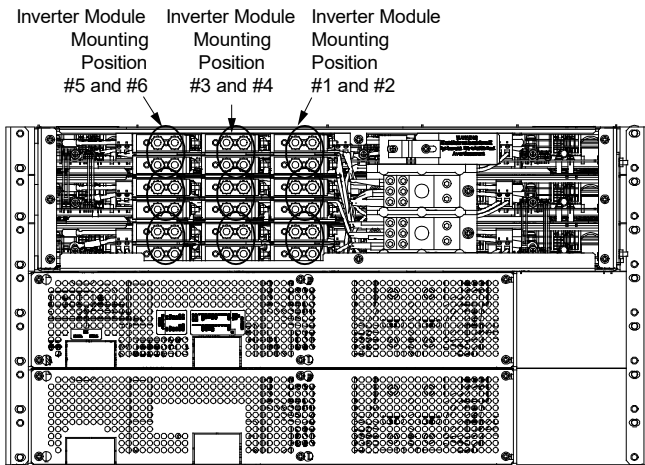 Inverter Module
Mounting
Position
#5 and #6
Inverter Module
Mounting
Position
#3 and #4
Inverter Module
Mounting
Position
#1 and #2